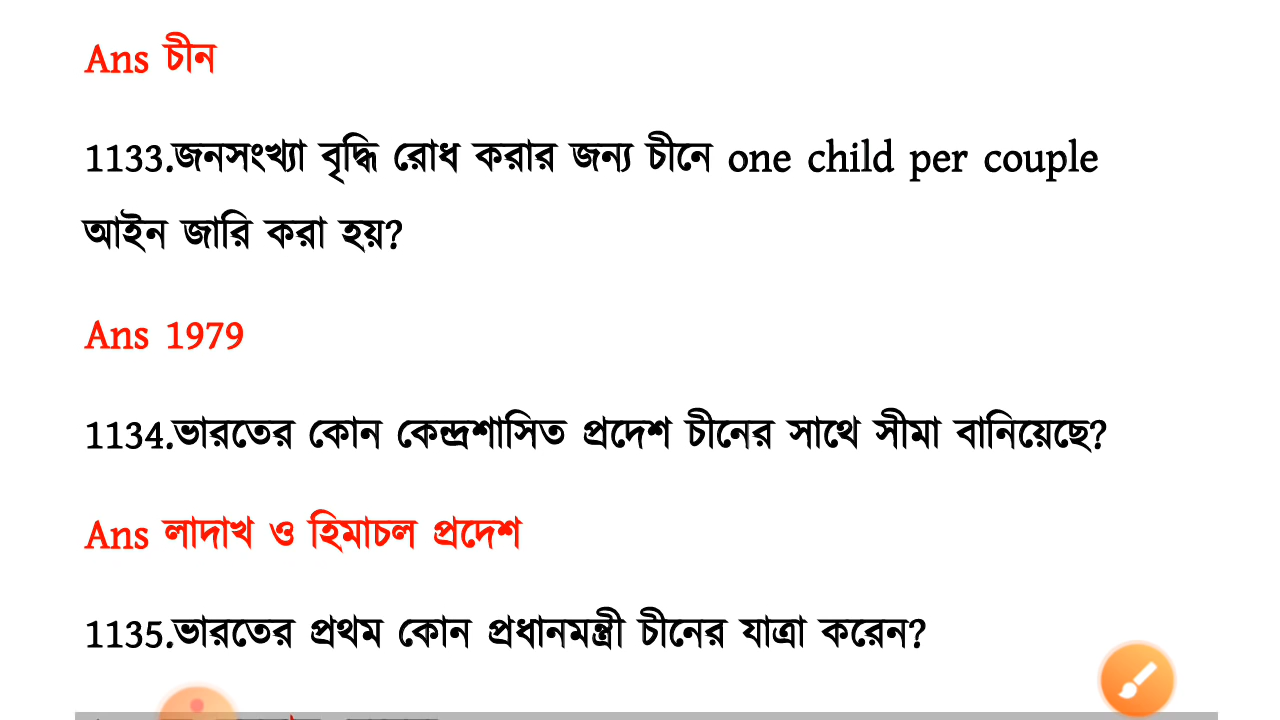 Ans চীন
1133.জনসংখ্যা বৃদ্ধি রোধ করার জন্য চীনে one child per couple
আইন জারি করা হয়?
Ans 1979
1134.ভারতের কোন কেন্দ্রশাসিত প্রদেশ চীনের সাথে সীমা বানিয়েছে?
Ans লাদাখ ও হিমাচল প্রদেশ
1135.ভারতের প্রথম কোন প্রধানমন্ত্রী চীনের যাত্রা করেন?